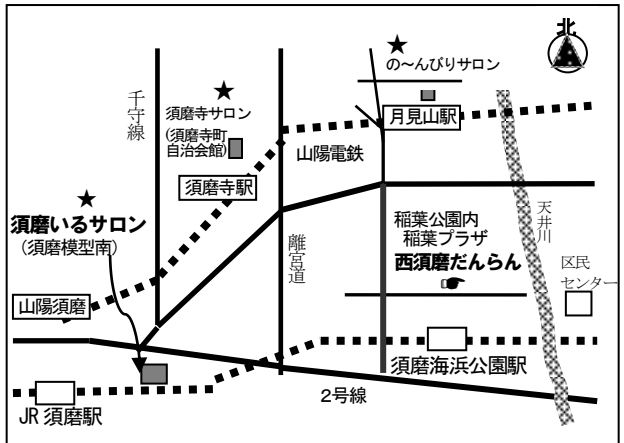 北
★
の～んびりサロン
★
千守線
須磨寺サロン
(須磨寺町
自治会館)
月見山駅
山陽電鉄
須磨寺駅
★
須磨いるサロン
(須磨模型南)
離宮道
稲葉公園内
稲葉プラザ
西須磨だんらん
天井川
区民
センター
山陽須磨
須磨海浜公園駅
2号線
JR 須磨駅